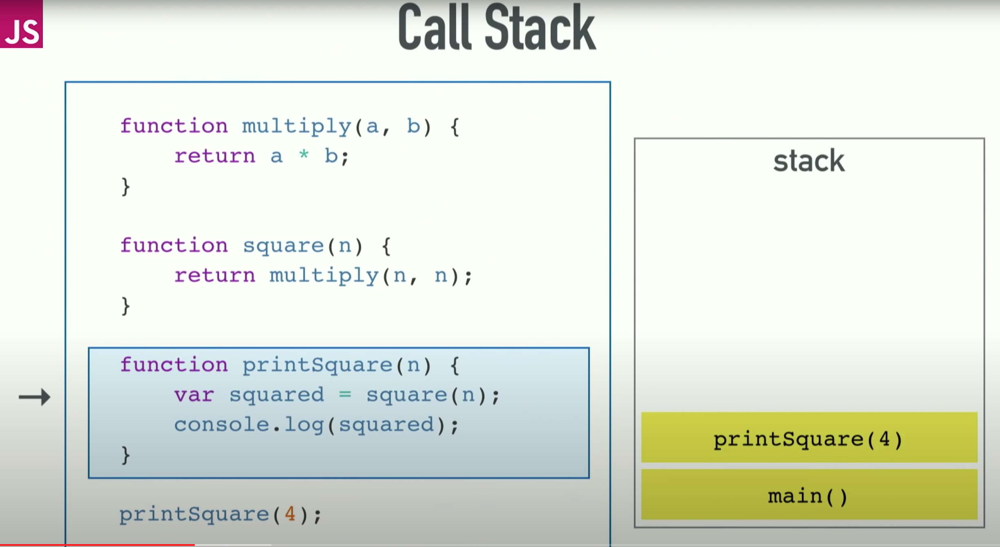 JS
Call Stack
function multiply(a, b) {
    return a * b;
}
function square(n) {
    return multiply(n, n);
}
function printSquare(n) {
    var squared = square(n);
    console.log(squared);
}
printSquare(4);
stack
printSquare(4)
main()